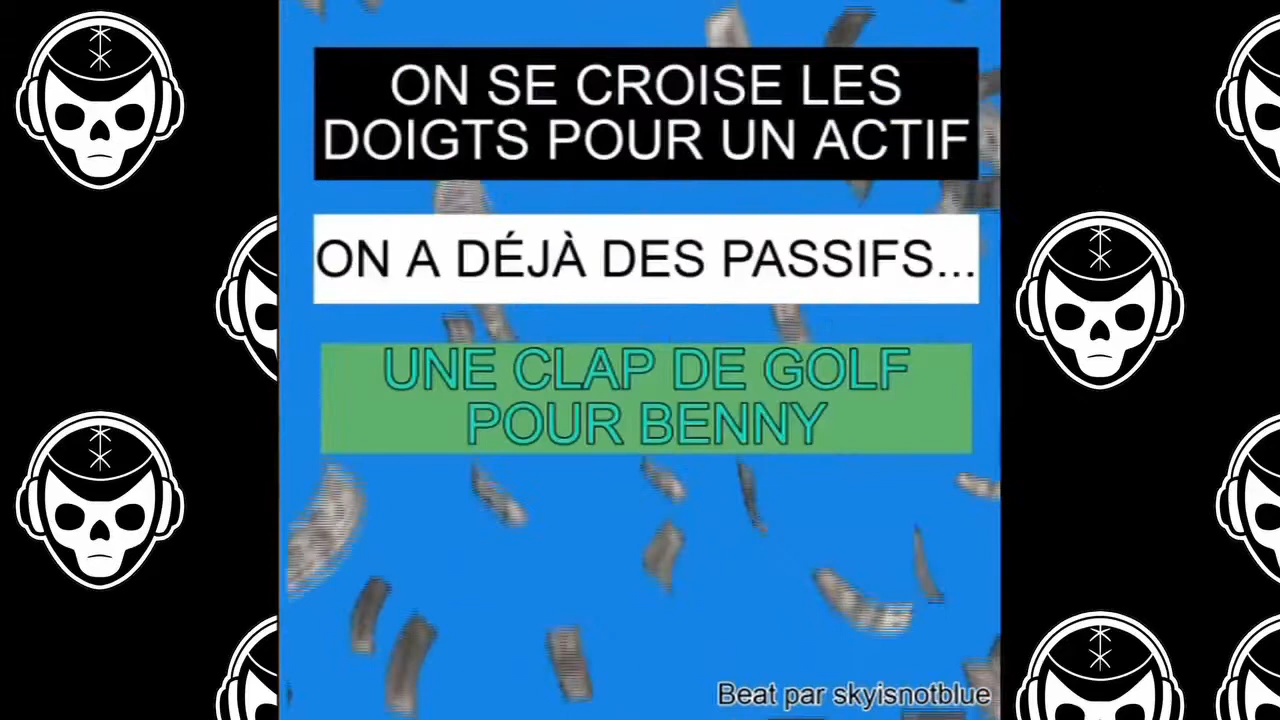 ON SE CROISE LES
DOIGTS POUR UN ACTIF
ON A DÉJÀ DES PASSIFS...
UNE CLAP DE GOLF
POUR BENNY
Beat par skyisnotblue